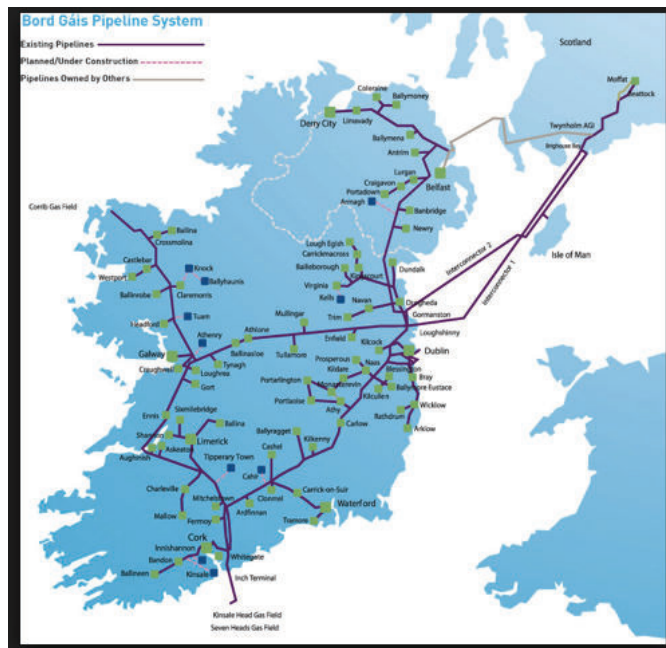 Bord Gáis Pipeline System
Existing Pipelines
Planned/Under Construction
Pipelines Owned by Others
Scotland
Moffat
Beattock
Twynholm AGI
Brighouse Bay
Coleraine
Ballymoney
Derry City
Limavady
Ballymena
Antrim
Lurgan
Craigavon
Portadown
Belfast
Armagh
Banbridge
Newry
Corrib Gas Field
Ballina
Crossmolina
Castlebar
Knock
Westport
Ballyhaunis
Ballinrobe
Claremorris
Tuam
Headford
Athenry
Galway
Craughwell
Lough Egish
Carrickmacross
Bailieborough
Kingscourt
Virginia
Kells
Navan
Trim
Dundalk
Drogheda
Gormanston
Loughshinny
Interconnector 2
Interconnector 1
Isle of Man
Mullingar
Athlone
Ballinasloe
Tullamore
Enfield
Tynagh
Loughrea
Gort
Kilcock
Dublin
Prosperous
Naas
Blessington
Kildare
Bray
Portarlington
Monasterevin
Ballymore Eustace
Kilcullen
Portlaoise
Athy
Wicklow
Rathdrum
Arklow
Carlow
Ennis
Sixmilebridge
Shannon
Ballina
Limerick
Askeaton
Aughinish
Ballyragget
Kilkenny
Cashel
Tipperary Town
Cahir
Charleville
Mitchelstown
Clonmel
Carrick-on-Suir
Ardfinnan
Waterford
Tramore
Mallow
Fermoy
Cork
Innishannon
Whitegate
Bandon
Ballineen
Kinsale
Inch Terminal
Kinsale Head Gas Field
Seven Heads Gas Field